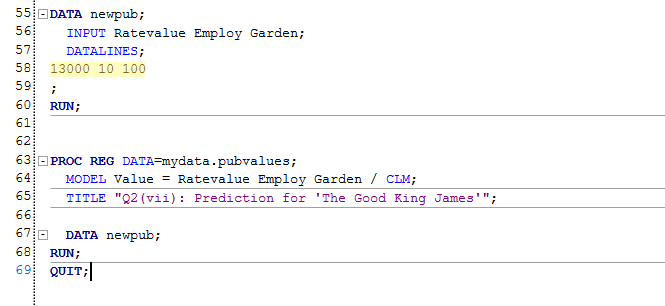 55 DATA newpub;
56 INPUT Ratevalue Employ Garden;
57 DATALINES;
58 13000 10 100
59 ;
60 RUN;
61
62
63 PROC REG DATA=mydata.pubvalues;
64 MODEL Value = Ratevalue Employ Garden / CLM;
65 TITLE "Q2(vii): Prediction for 'The Good King James'";
66
67 DATA newpub;
68 RUN;
69 QUIT;